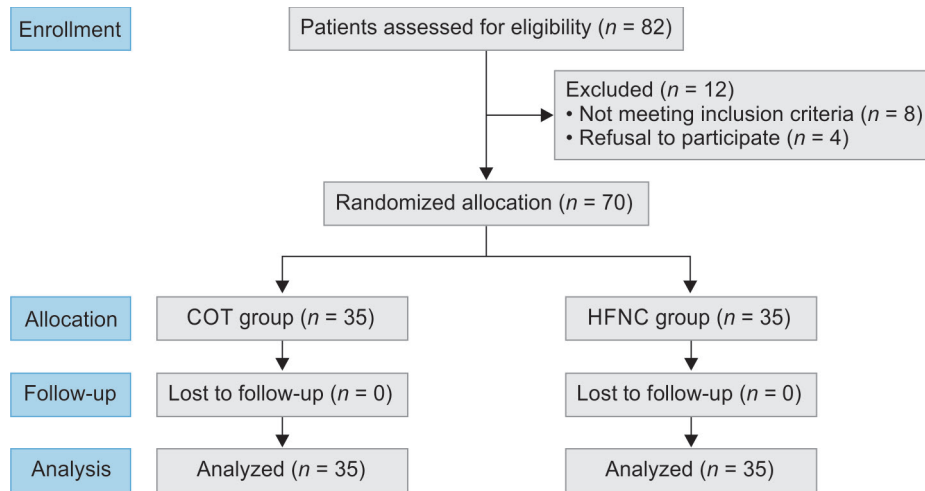 Enrollment
Patients assessed for eligibility (n = 82)
Excluded (n = 12)
• Not meeting inclusion criteria (n = 8)
• Refusal to participate (n = 4)
Randomized allocation (n = 70)
Allocation
COT group (n = 35)
HFNC group (n = 35)
Follow-up
Lost to follow-up (n = 0)
Lost to follow-up (n = 0)
Analysis
Analyzed (n = 35)
Analyzed (n = 35)